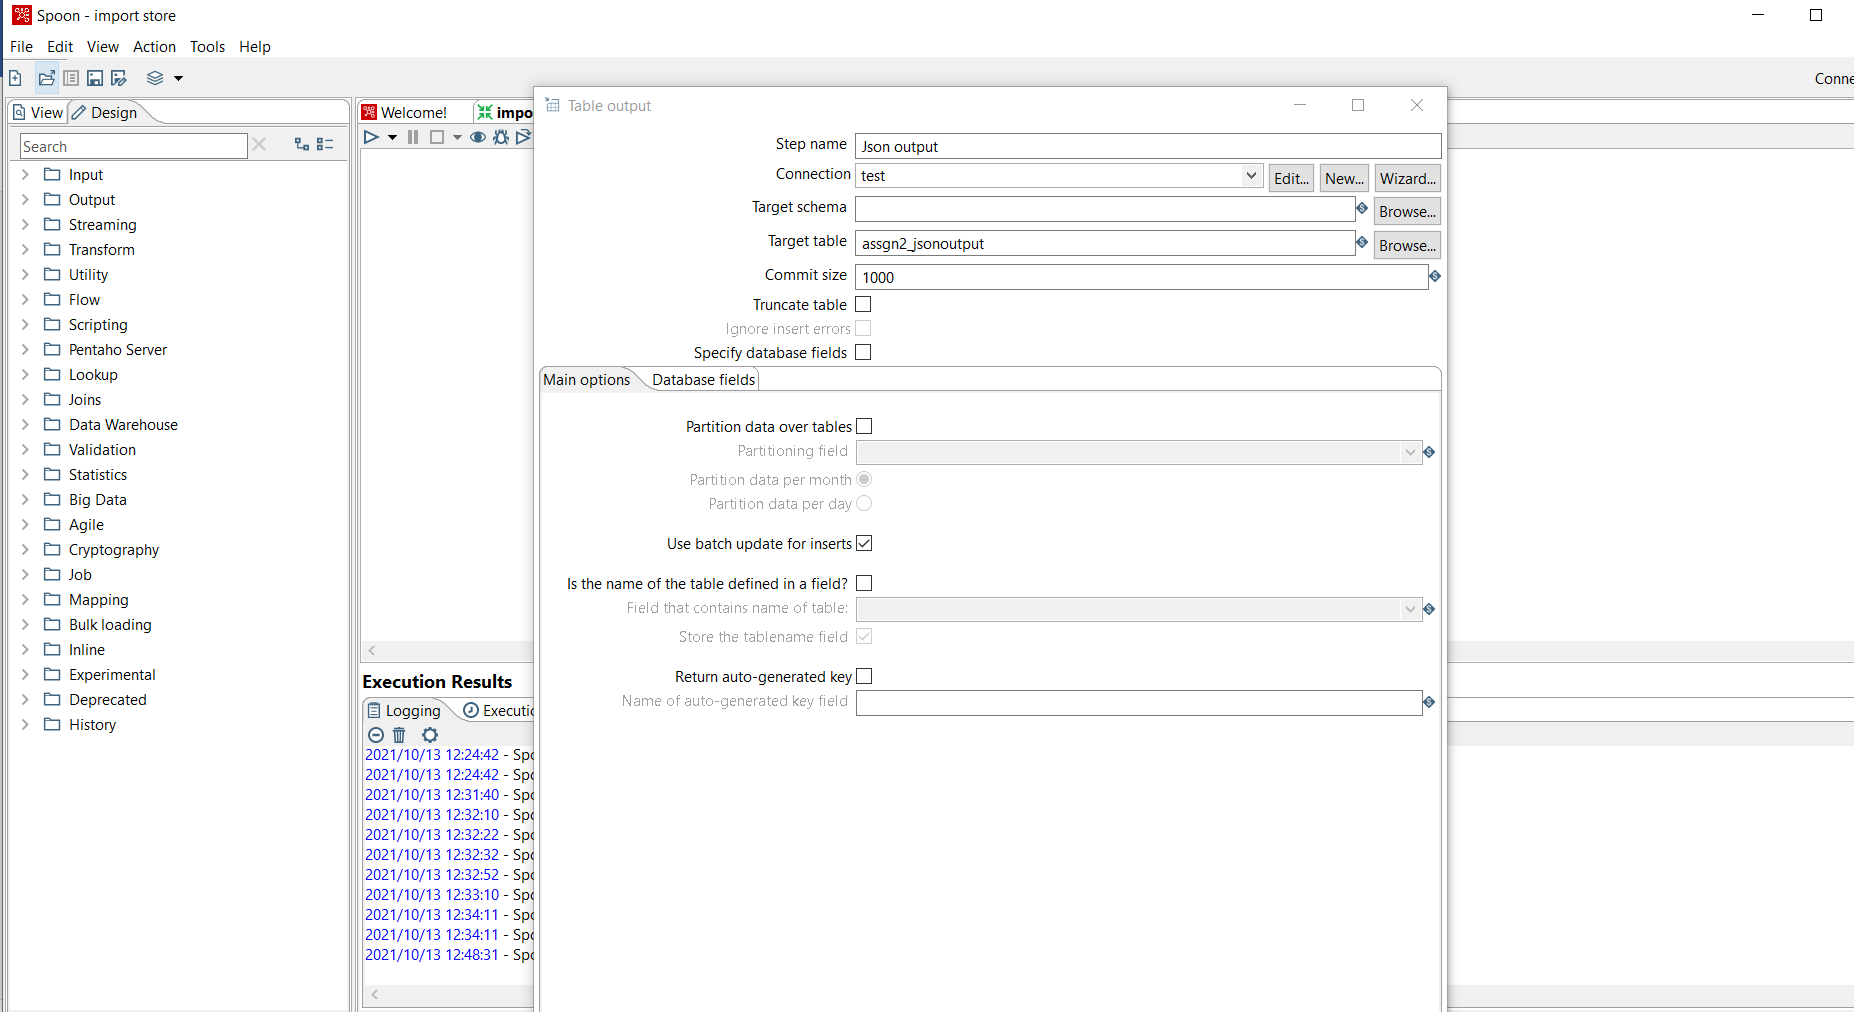 Spoon - import store
File Edit View Action Tools Help
Conne
View Design
Search
Input
Output
Streaming
Transform
Utility
Flow
Scripting
Pentaho Server
Lookup
Joins
Data Warehouse
Validation
Statistics
Big Data
Agile
Cryptography
Job
Mapping
Bulk loading
Inline
Experimental
Deprecated
History
Welcome! impo
Execution Results
Logging Executio
2021/10/13 12:24:42 - Spo
2021/10/13 12:24:42 - Spo
2021/10/13 12:31:40 - Spo
2021/10/13 12:32:10 - Spo
2021/10/13 12:32:22 - Spo
2021/10/13 12:32:32 - Spo
2021/10/13 12:32:52 - Spo
2021/10/13 12:33:10 - Spo
2021/10/13 12:34:11 - Spo
2021/10/13 12:34:11 - Spo
2021/10/13 12:48:31 - Spo
Table output
Step name Json output
Connection test Edit... New... Wizard...
Target schema Browse...
Target table assgn2_jsonoutput Browse...
Commit size 1000
Truncate table
Ignore insert errors
Specify database fields
Main options Database fields
Partition data over tables
Partitioning field
Partition data per month
Partition data per day
Use batch update for inserts
Is the name of the table defined in a field?
Field that contains name of table:
Store the tablename field
Return auto-generated key
Name of auto-generated key field